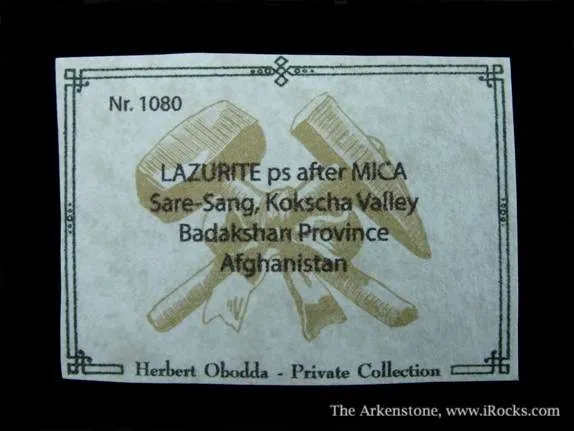 Nr. 1080
LAZURITE ps after MICA
Sare-Sang, Kokscha Valley
Badakshan Province
Afghanistan
Herbert Obodda - Private Collection
The Arkenstone, www.iRocks.com